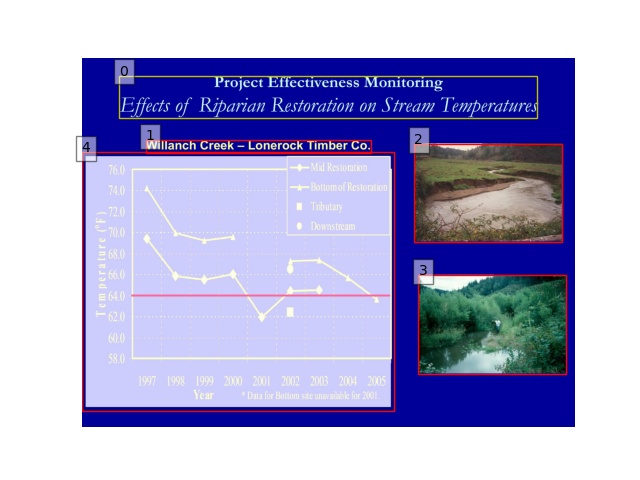 0
Project Effectiveness Monitoring
Effects of Riparian Restoration on Stream Temperatures
1
Willanch Creek – Lonerock Timber Co.
2
3
4
76.0
74.0
72.0
70.0
68.0
66.0
64.0
62.0
60.0
58.0
Temperature (°F)
Mid Restoration
Bottom of Restoration
Tributary
Downstream
1997 1998 1999 2000 2001 2002 2003 2004 2005
Year
* Data for Bottom site unavailable for 2001.